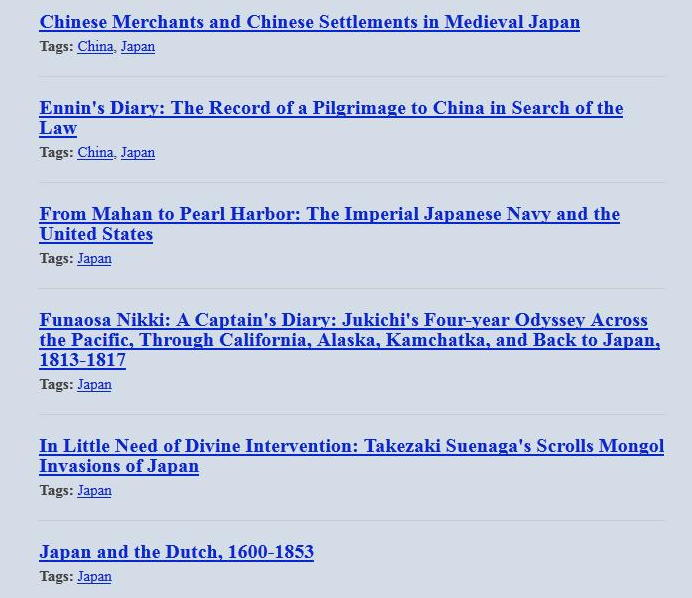 Chinese Merchants and Chinese Settlements in Medieval Japan
Tags: China, Japan
Ennin's Diary: The Record of a Pilgrimage to China in Search of the
Law
Tags: China, Japan
From Mahan to Pearl Harbor: The Imperial Japanese Navy and the
United States
Tags: Japan
Funaosa Nikki: A Captain's Diary: Jukichi's Four-year Odyssey Across
the Pacific, Through California, Alaska, Kamchatka, and Back to Japan,
1813-1817
Tags: Japan
In Little Need of Divine Intervention: Takezaki Suenaga's Scrolls Mongol
Invasions of Japan
Tags: Japan
Japan and the Dutch, 1600-1853
Tags: Japan